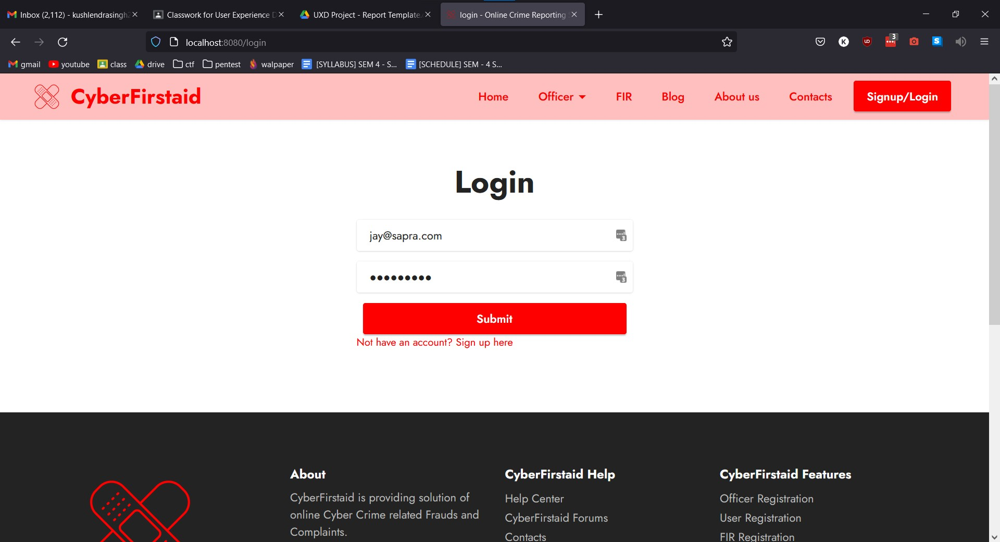 Inbox (2,112) - kushlendrasingh
Classwork for User Experience D
UXD Project - Report Template.
login - Online Crime Reporting
localhost:8080/login
K
3
S
gmail
youtube
class
drive
ctf
pentest
walpaper
[SYLLABUS] SEM 4 - S...
[SCHEDULE] SEM - 4 S...
CyberFirstaid
Home
Officer
FIR
Blog
About us
Contacts
Signup/Login
Login
jay@sapra.com
3
•••••••••
3
Submit
Not have an account? Sign up here
About
CyberFirstaid is providing solution of
online Cyber Crime related Frauds and
Complaints.
CyberFirstaid Help
Help Center
CyberFirstaid Forums
Contacts
CyberFirstaid Features
Officer Registration
User Registration
FIR Registration